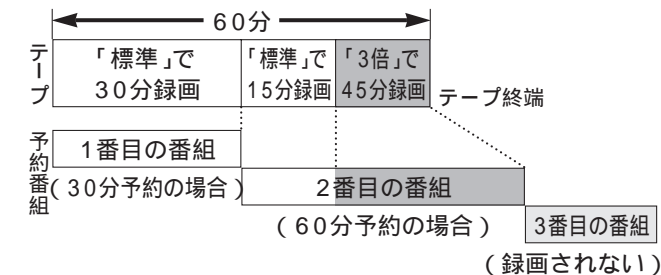 60分
テープ
「標準」で
30分録画
「標準」で
15分録画
「3倍」で
45分録画
テープ終端
予約番組
1番目の番組
(30分予約の場合)
2番目の番組
(60分予約の場合)
3番目の番組
(録画されない)